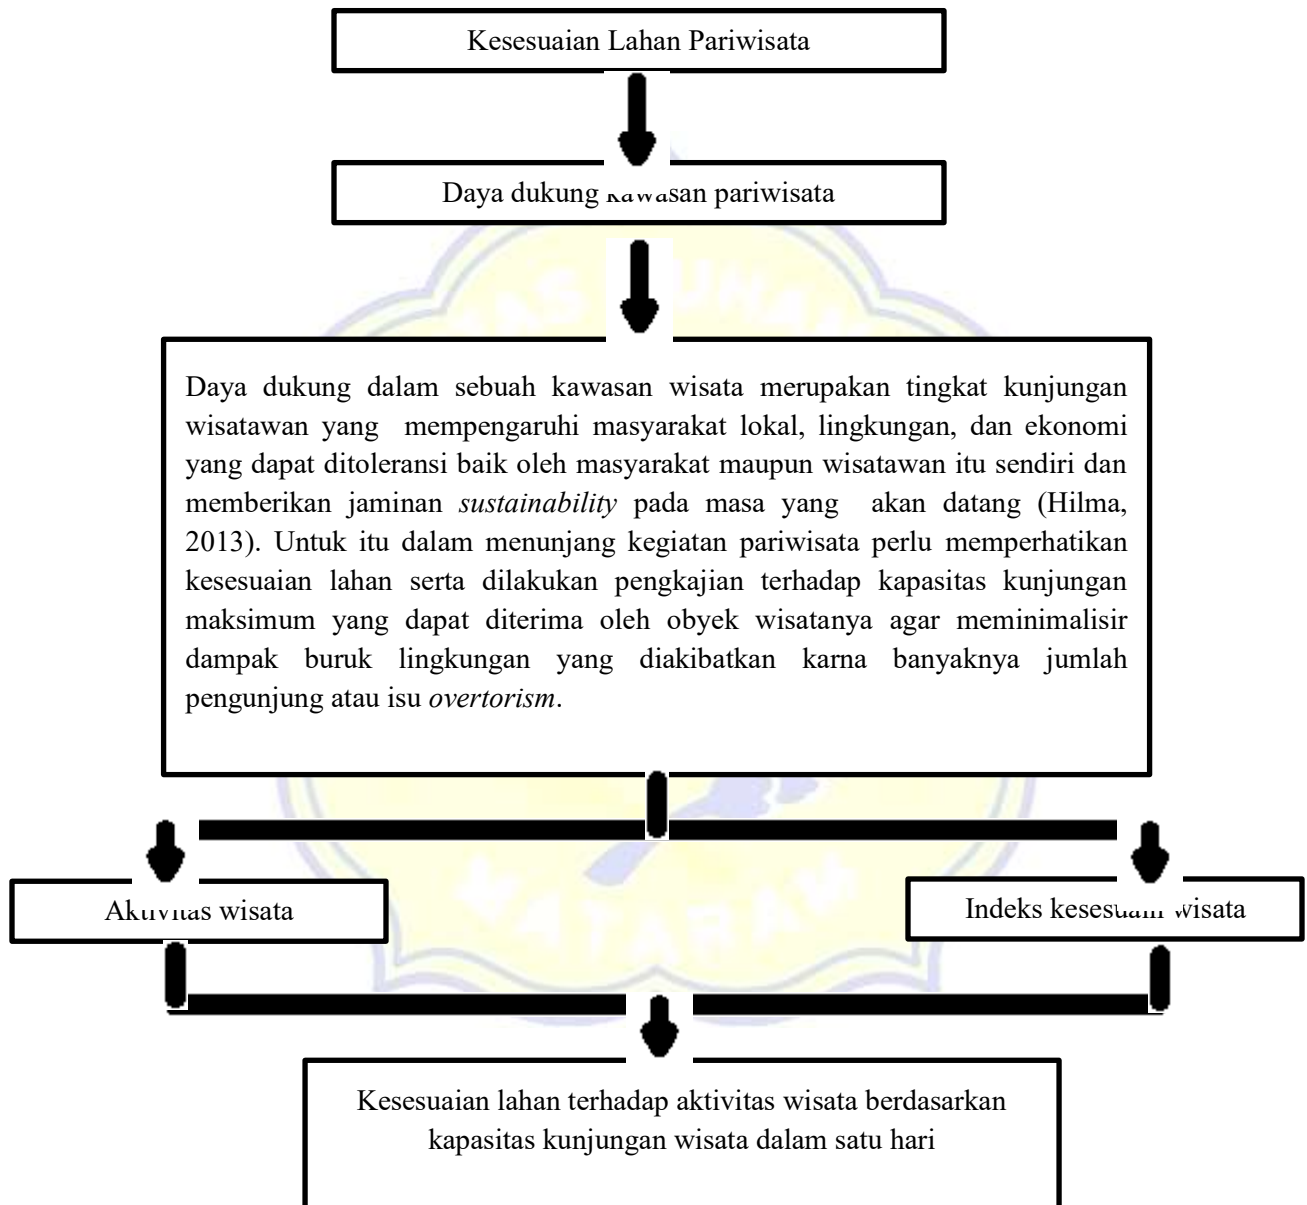 Kesesuaian Lahan Pariwisata
Daya dukung kawasan pariwisata
Daya dukung dalam sebuah kawasan wisata merupakan tingkat kunjungan
wisatawan yang mempengaruhi masyarakat lokal, lingkungan, dan ekonomi
yang dapat ditoleransi baik oleh masyarakat maupun wisatawan itu sendiri dan
memberikan jaminan sustainability pada masa yang akan datang (Hilma,
2013). Untuk itu dalam menunjang kegiatan pariwisata perlu memperhatikan
kesesuaian lahan serta dilakukan pengkajian terhadap kapasitas kunjungan
maksimum yang dapat diterima oleh obyek wisatanya agar meminimalisir
dampak buruk lingkungan yang diakibatkan karna banyaknya jumlah
pengunjung atau isu overtorism.
Aktivitas wisata
Indeks wisata
Kesesuaian lahan terhadap aktivitas wisata berdasarkan
kapasitas kunjungan wisata dalam satu hari
MATARAM